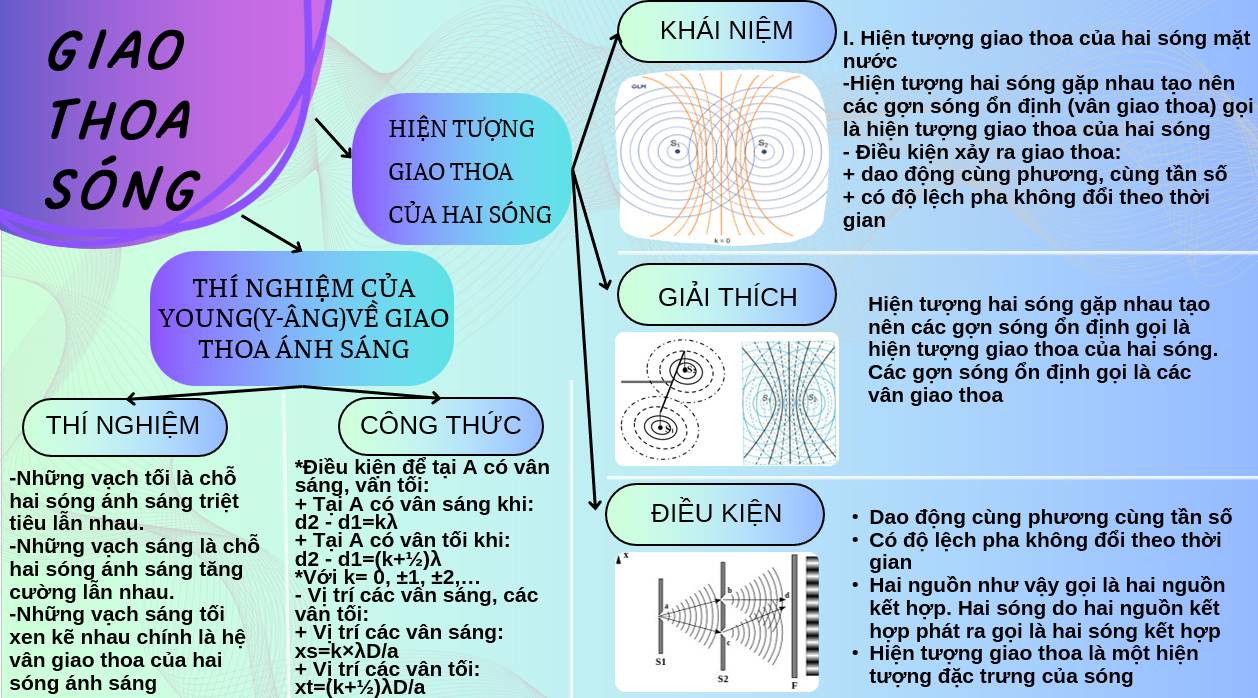 GIAO
THOA
SÓNG
HIỆN TƯỢNG
GIAO THOA
CỦA HAI SÓNG
THÍ NGHIỆM CỦA
YOUNG(Y-ÂNG)VỀ GIAO
THOA ÁNH SÁNG
KHÁI NIỆM
GLM
S1
S2
k = 0
I. Hiện tượng giao thoa của hai sóng mặt
nước
-Hiện tượng hai sóng gặp nhau tạo nên
các gợn sóng ổn định (vân giao thoa) gọi
là hiện tượng giao thoa của hai sóng
- Điều kiện xảy ra giao thoa:
+ dao động cùng phương, cùng tần số
+ có độ lệch pha không đổi theo thời
gian
GIẢI THÍCH
S2
S1
S1
S2
Hiện tượng hai sóng gặp nhau tạo
nên các gợn sóng ổn định gọi là
hiện tượng giao thoa của hai sóng.
Các gợn sóng ổn định gọi là các
vân giao thoa
ĐIỀU KIỆN
x
a
b
c
d
S1
S2
F
• Dao động cùng phương cùng tần số
• Có độ lệch pha không đổi theo thời
gian
• Hai nguồn như vậy gọi là hai nguồn
kết hợp. Hai sóng do hai nguồn kết
hợp phát ra gọi là hai sóng kết hợp
• Hiện tượng giao thoa là một hiện
tượng đặc trưng của sóng
THÍ NGHIỆM
-Những vạch tối là chỗ
hai sóng ánh sáng triệt
tiêu lẫn nhau.
-Những vạch sáng là chỗ
hai sóng ánh sáng tăng
cường lẫn nhau.
-Những vạch sáng tối
xen kẽ nhau chính là hệ
vân giao thoa của hai
sóng ánh sáng
CÔNG THỨC
*Điều kiện để tại A có vân
sáng, vân tối:
+ Tại A có vân sáng khi:
d2 - d1=kλ
+ Tại A có vân tối khi:
d2 - d1=(k+½)λ
*Với k= 0, ±1, ±2,…
- Vị trí các vân sáng, các
vân tối:
+ Vị trí các vân sáng:
xs=k×λD/a
+ Vị trí các vân tối:
xt=(k+½)λD/a